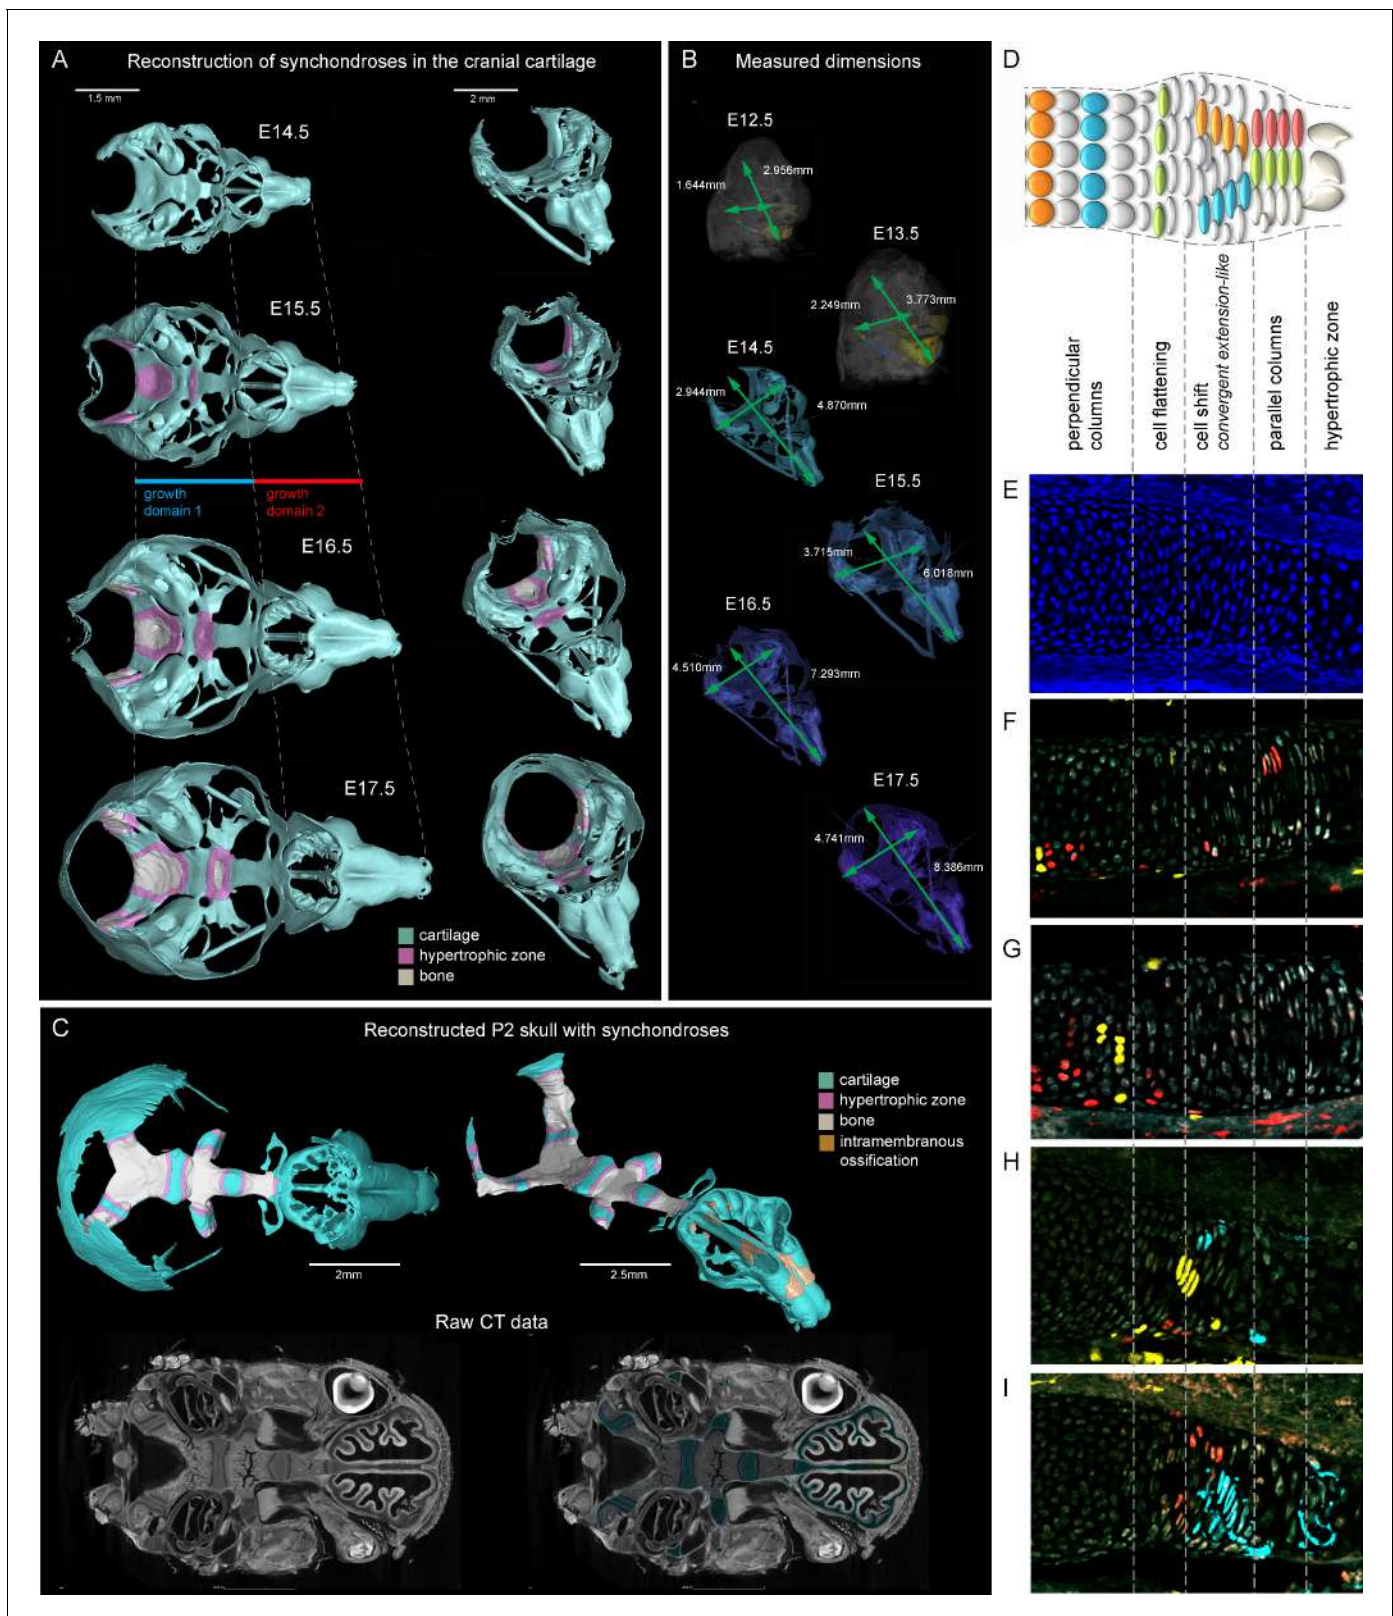 A
Reconstruction of synchondroses in the cranial cartilage
1.5 mm
2 mm
E14.5
E15.5
growth
domain 1
growth
domain 2
E16.5
E17.5
cartilage
hypertrophic zone
bone
B
Measured dimensions
E12.5
2.956mm
1.644mm
E13.5
2.249mm
3.773mm
E14.5
2.944mm
4.870mm
E15.5
3.715mm
6.018mm
E16.5
4.510mm
7.293mm
E17.5
4.741mm
8.386mm
C
Reconstructed P2 skull with synchondroses
cartilage
hypertrophic zone
bone
intramembranous
ossification
2mm
2.5mm
Raw CT data
D
perpendicular
columns
cell flattening
cell shift
convergent extension-like
parallel columns
hypertrophic zone
E
F
G
H
I